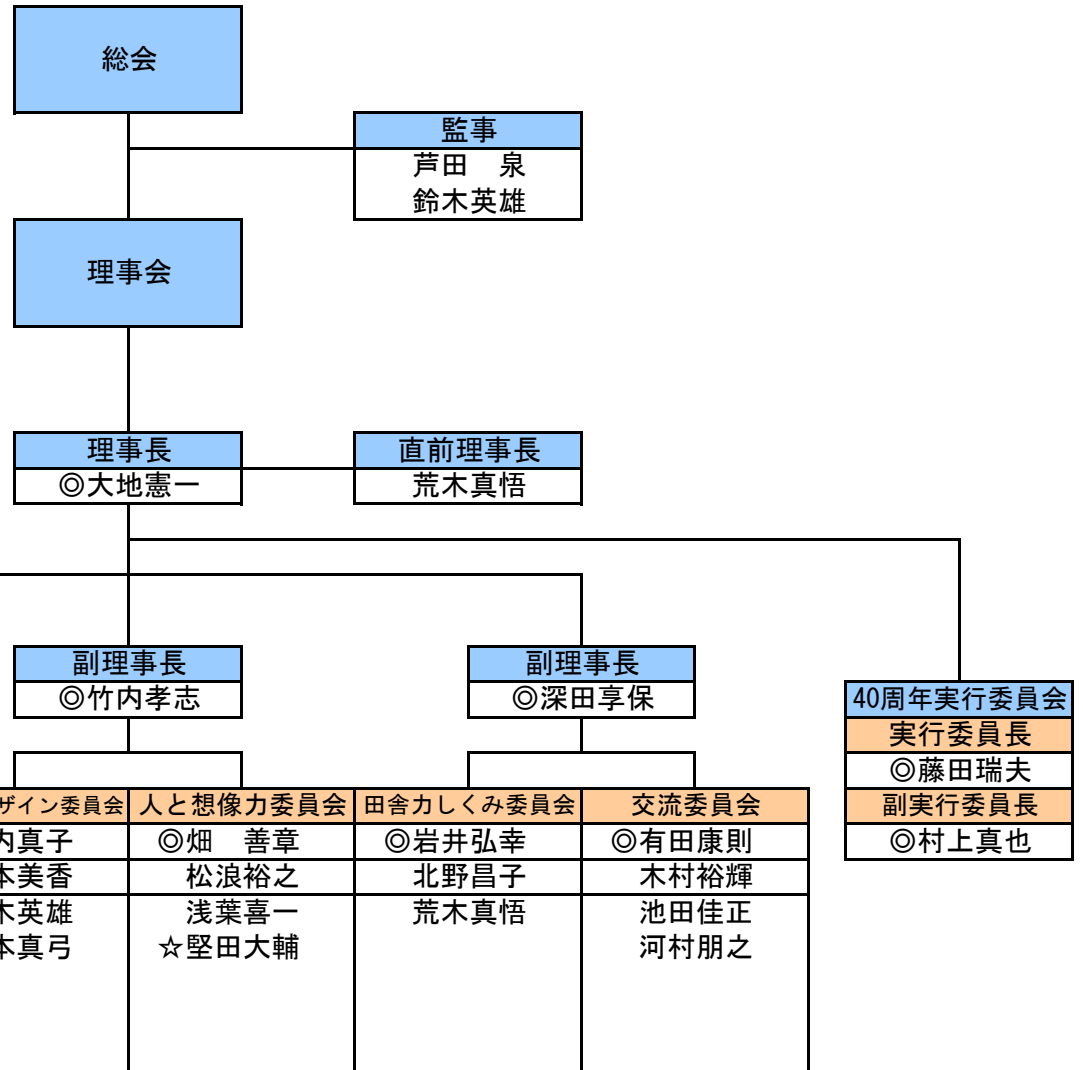 総会
監事
芦田　泉
鈴木英雄
理事会
理事長
◎大地憲一
直前理事長
荒木真悟
副理事長
◎竹内孝志
副理事長
◎深田享保
40周年実行委員会
実行委員長
◎藤田瑞夫
副実行委員長
◎村上真也
ザイン委員会
内真子
本美香
木英雄
本真弓
人と想像力委員会
◎畑　善章
松浪裕之
浅葉喜一
☆堅田大輔
田舎力しくみ委員会
◎岩井弘幸
北野昌子
荒木真悟
交流委員会
◎有田康則
木村裕輝
池田佳正
河村朋之